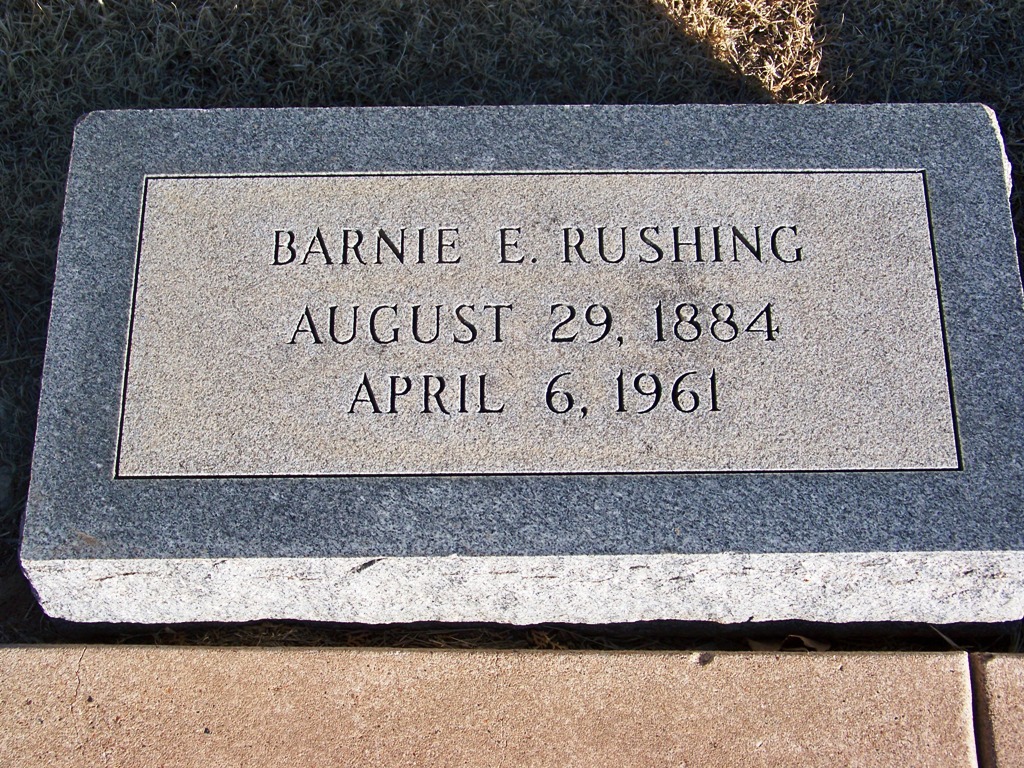 BARNIE E. RUSHING
AUGUST 29, 1884
APRIL 6, 1961